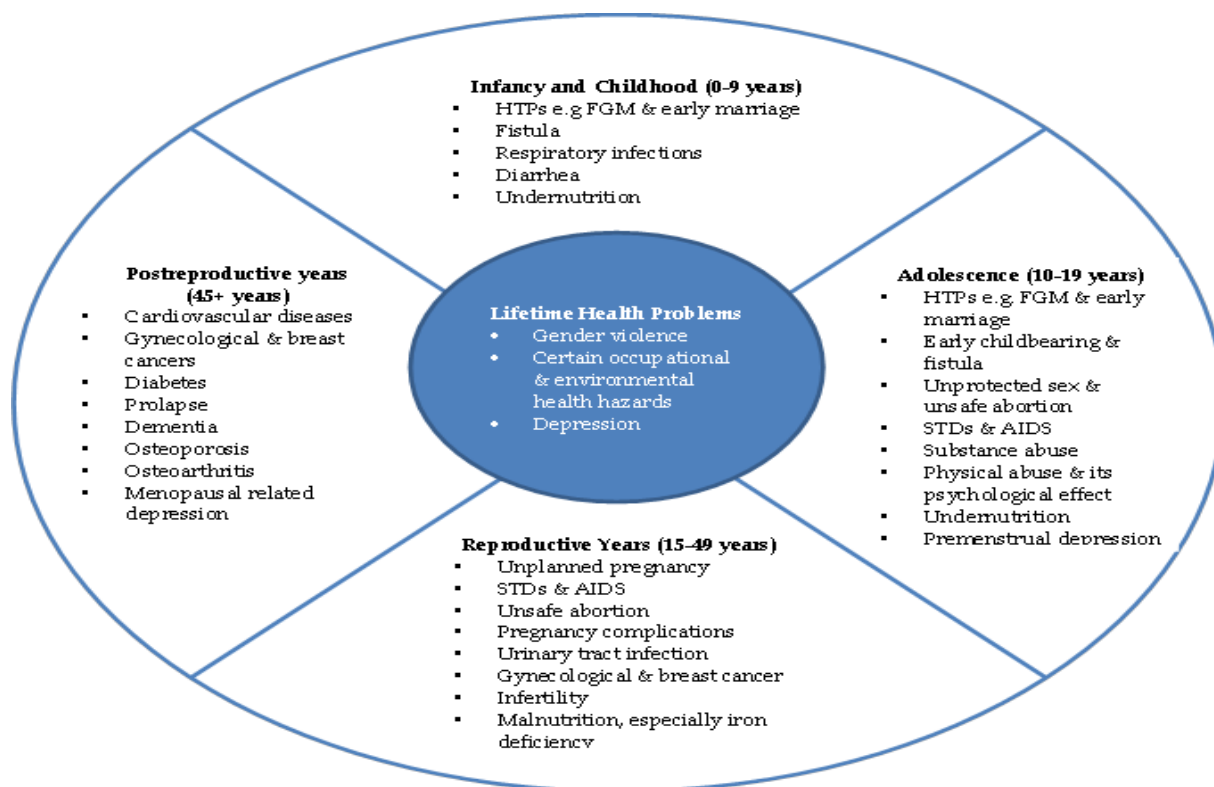 Infancy and Childhood (0-9 years)
▪ HTPs e.g FGM & early marriage
▪ Fistula
▪ Respiratory infections
▪ Diarrhea
▪ Undernutrition
Postreproductive years
(45+ years)
▪ Cardiovascular diseases
▪ Gynecological & breast
cancers
▪ Diabetes
▪ Prolapse
▪ Dementia
▪ Osteoporosis
▪ Osteoarthritis
▪ Menopausal related
depression
Lifetime Health Problems
• Gender violence
• Certain occupational
& environmental
health hazards
• Depression
Adolescence (10-19 years)
▪ HTPs e.g. FGM & early
marriage
▪ Early childbearing &
fistula
▪ Unprotected sex &
unsafe abortion
▪ STDs & AIDS
▪ Substance abuse
▪ Physical abuse & its
psychological effect
▪ Undernutrition
▪ Premenstrual depression
Reproductive Years (15-49 years)
▪ Unplanned pregnancy
▪ STDs & AIDS
▪ Unsafe abortion
▪ Pregnancy complications
▪ Urinary tract infection
▪ Gynecological & breast cancer
▪ Infertility
▪ Malnutrition, especially iron
deficiency